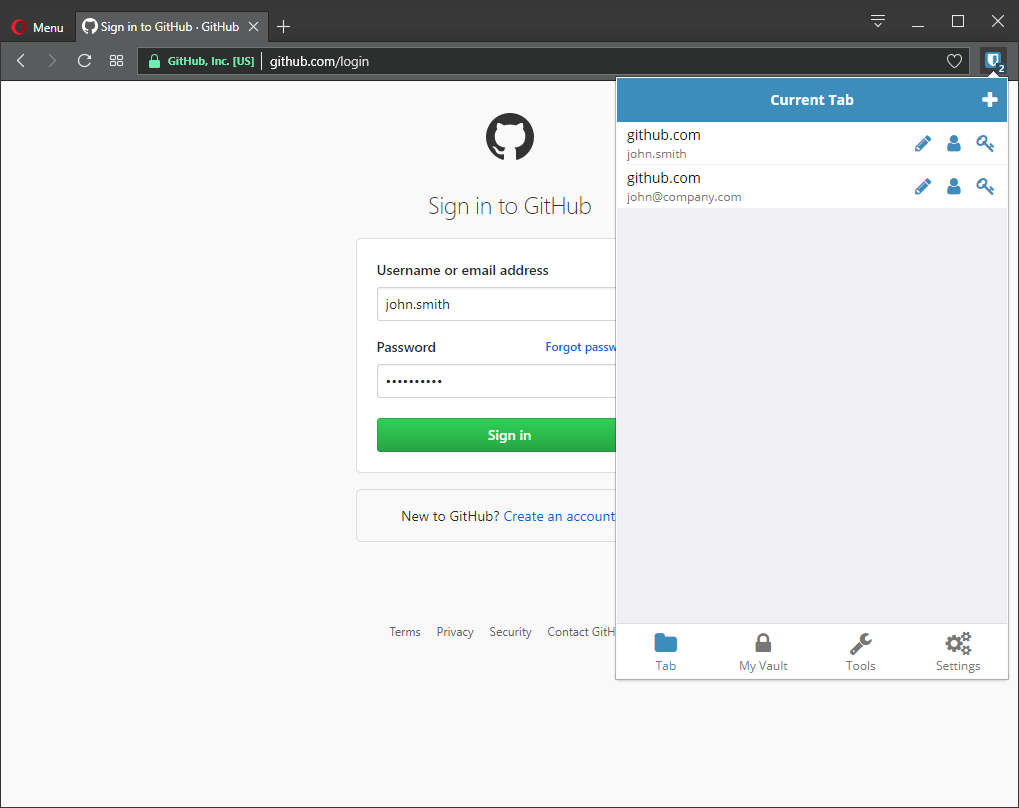 Menu
Sign in to GitHub · GitHub
GitHub, Inc. [US]
github.com/login
2
Sign in to GitHub
Username or email address
john.smith
Password
Forgot passw
••••••••••
Sign in
New to GitHub? Create an account
Terms Privacy Security Contact GitH
Current Tab
github.com
john.smith
github.com
john@company.com
Tab
My Vault
Tools
Settings